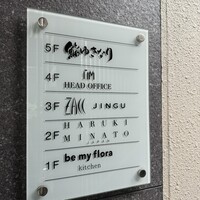 5F
4F
HEAD OFFICE
3F ZACC JINGU
HARUKI
2F MINATO
JAPAN
1F be my flora
kitchen